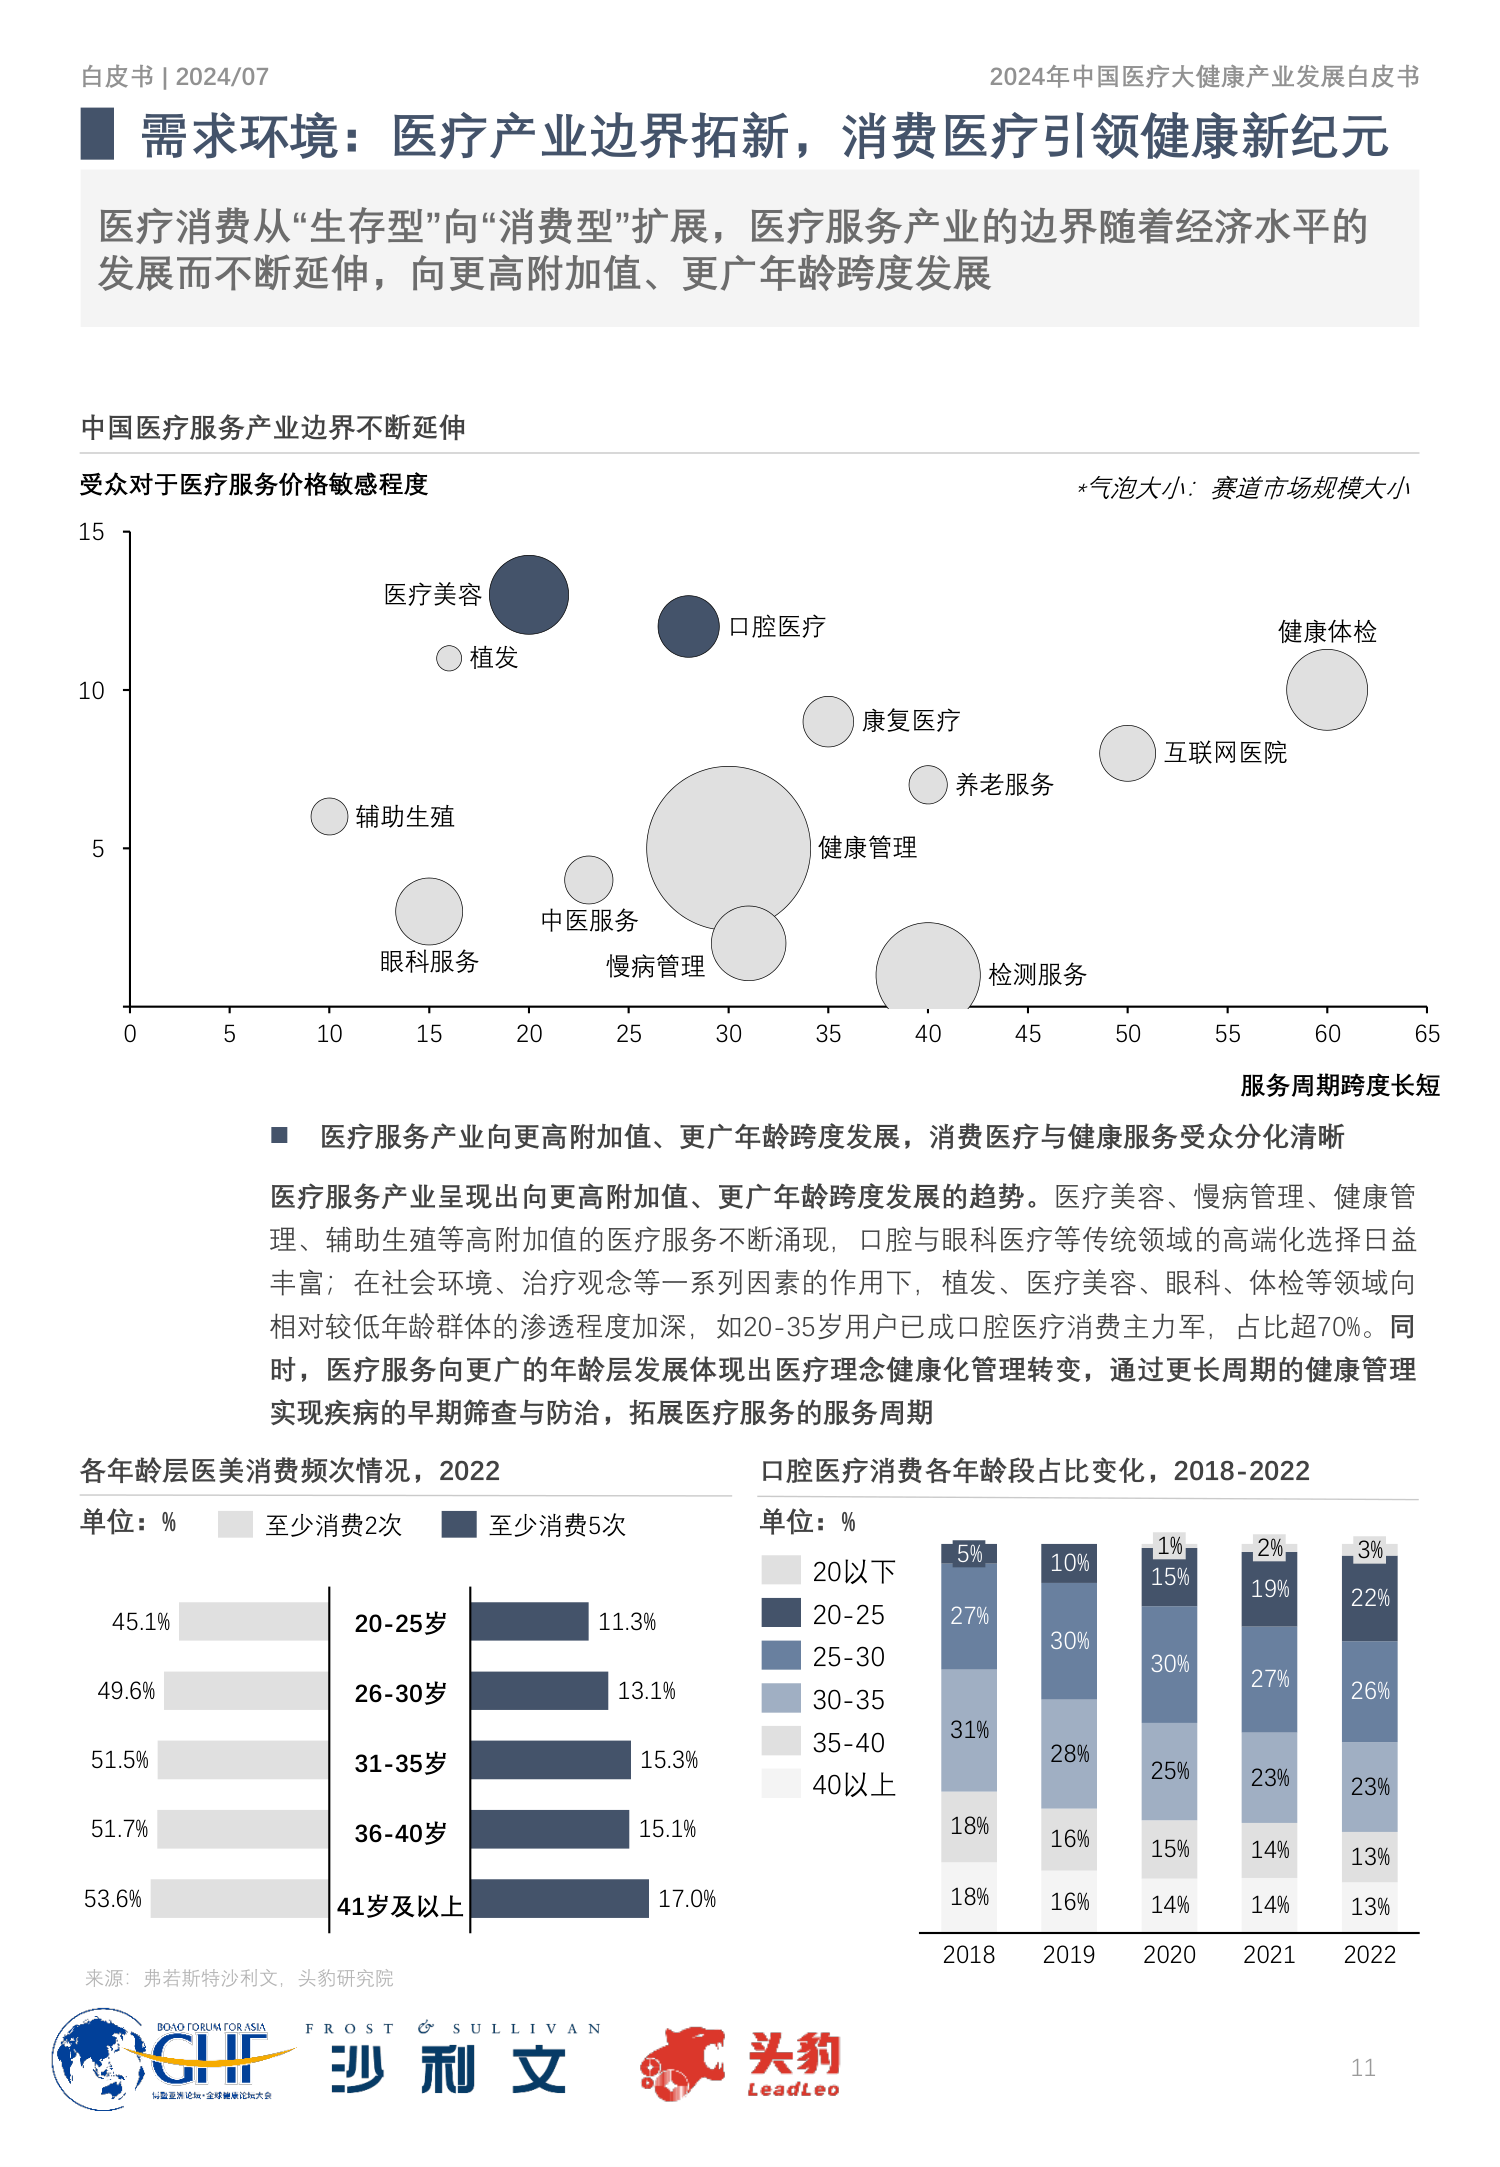 白皮书 | 2024/07
2024年中国医疗大健康产业发展白皮书
需求环境：医疗产业边界拓新，消费医疗引领健康新纪元
医疗消费从“生存型”向“消费型”扩展，医疗服务产业的边界随着经济水平的
发展而不断延伸，向更高附加值、更广年龄跨度发展
中国医疗服务产业边界不断延伸
受众对于医疗服务价格敏感程度
*气泡大小：赛道市场规模大小
15
医疗美容
口腔医疗
健康体检
植发
10
康复医疗
互联网医院
养老服务
辅助生殖
5
健康管理
中医服务
眼科服务
慢病管理
检测服务
0 5 10 15 20 25 30 35 40 45 50 55 60 65
服务周期跨度长短
医疗服务产业向更高附加值、更广年龄跨度发展，消费医疗与健康服务受众分化清晰
医疗服务产业呈现出向更高附加值、更广年龄跨度发展的趋势。医疗美容、慢病管理、健康管
理、辅助生殖等高附加值的医疗服务不断涌现，口腔与眼科医疗等传统领域的高端化选择日益
丰富；在社会环境、治疗观念等一系列因素的作用下，植发、医疗美容、眼科、体检等领域向
相对较低年龄群体的渗透程度加深，如20-35岁用户已成口腔医疗消费主力军，占比超70%。同
时，医疗服务向更广的年龄层发展体现出医疗理念健康化管理转变，通过更长周期的健康管理
实现疾病的早期筛查与防治，拓展医疗服务的服务周期
各年龄层医美消费频次情况，2022
单位：%
至少消费2次
至少消费5次
45.1% 20-25岁 11.3%
49.6% 26-30岁 13.1%
51.5% 31-35岁 15.3%
51.7% 36-40岁 15.1%
53.6% 41岁及以上 17.0%
口腔医疗消费各年龄段占比变化，2018-2022
单位：%
20以下
20-25
25-30
30-35
35-40
40以上
1% 2% 3%
5% 10% 15% 19% 22%
27% 30% 30% 27% 26%
31% 28% 25% 23% 23%
18% 16% 15% 14% 13%
18% 16% 14% 14% 13%
2018 2019 2020 2021 2022
来源：弗若斯特沙利文，头豹研究院
BOAO FORUM FOR ASIA
GHF
博鳌亚洲论坛·全球健康论坛大会
FROST & SULLIVAN
沙利文
头豹
LeadLeo
11